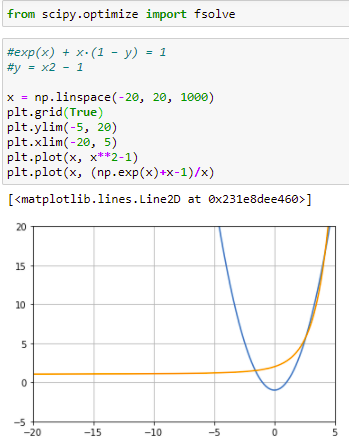 from scipy.optimize import fsolve
#exp(x) + x·(1 - y) = 1
#y = x2 - 1
x = np.linspace(-20, 20, 1000)
plt.grid(True)
plt.ylim(-5, 20)
plt.xlim(-20, 5)
plt.plot(x, x**2-1)
plt.plot(x, (np.exp(x)+x-1)/x)
[<matplotlib.lines.Line2D at 0x231e8dee460>]
20
15
10
5
0
−5
−20 −15 −10 −5 0 5